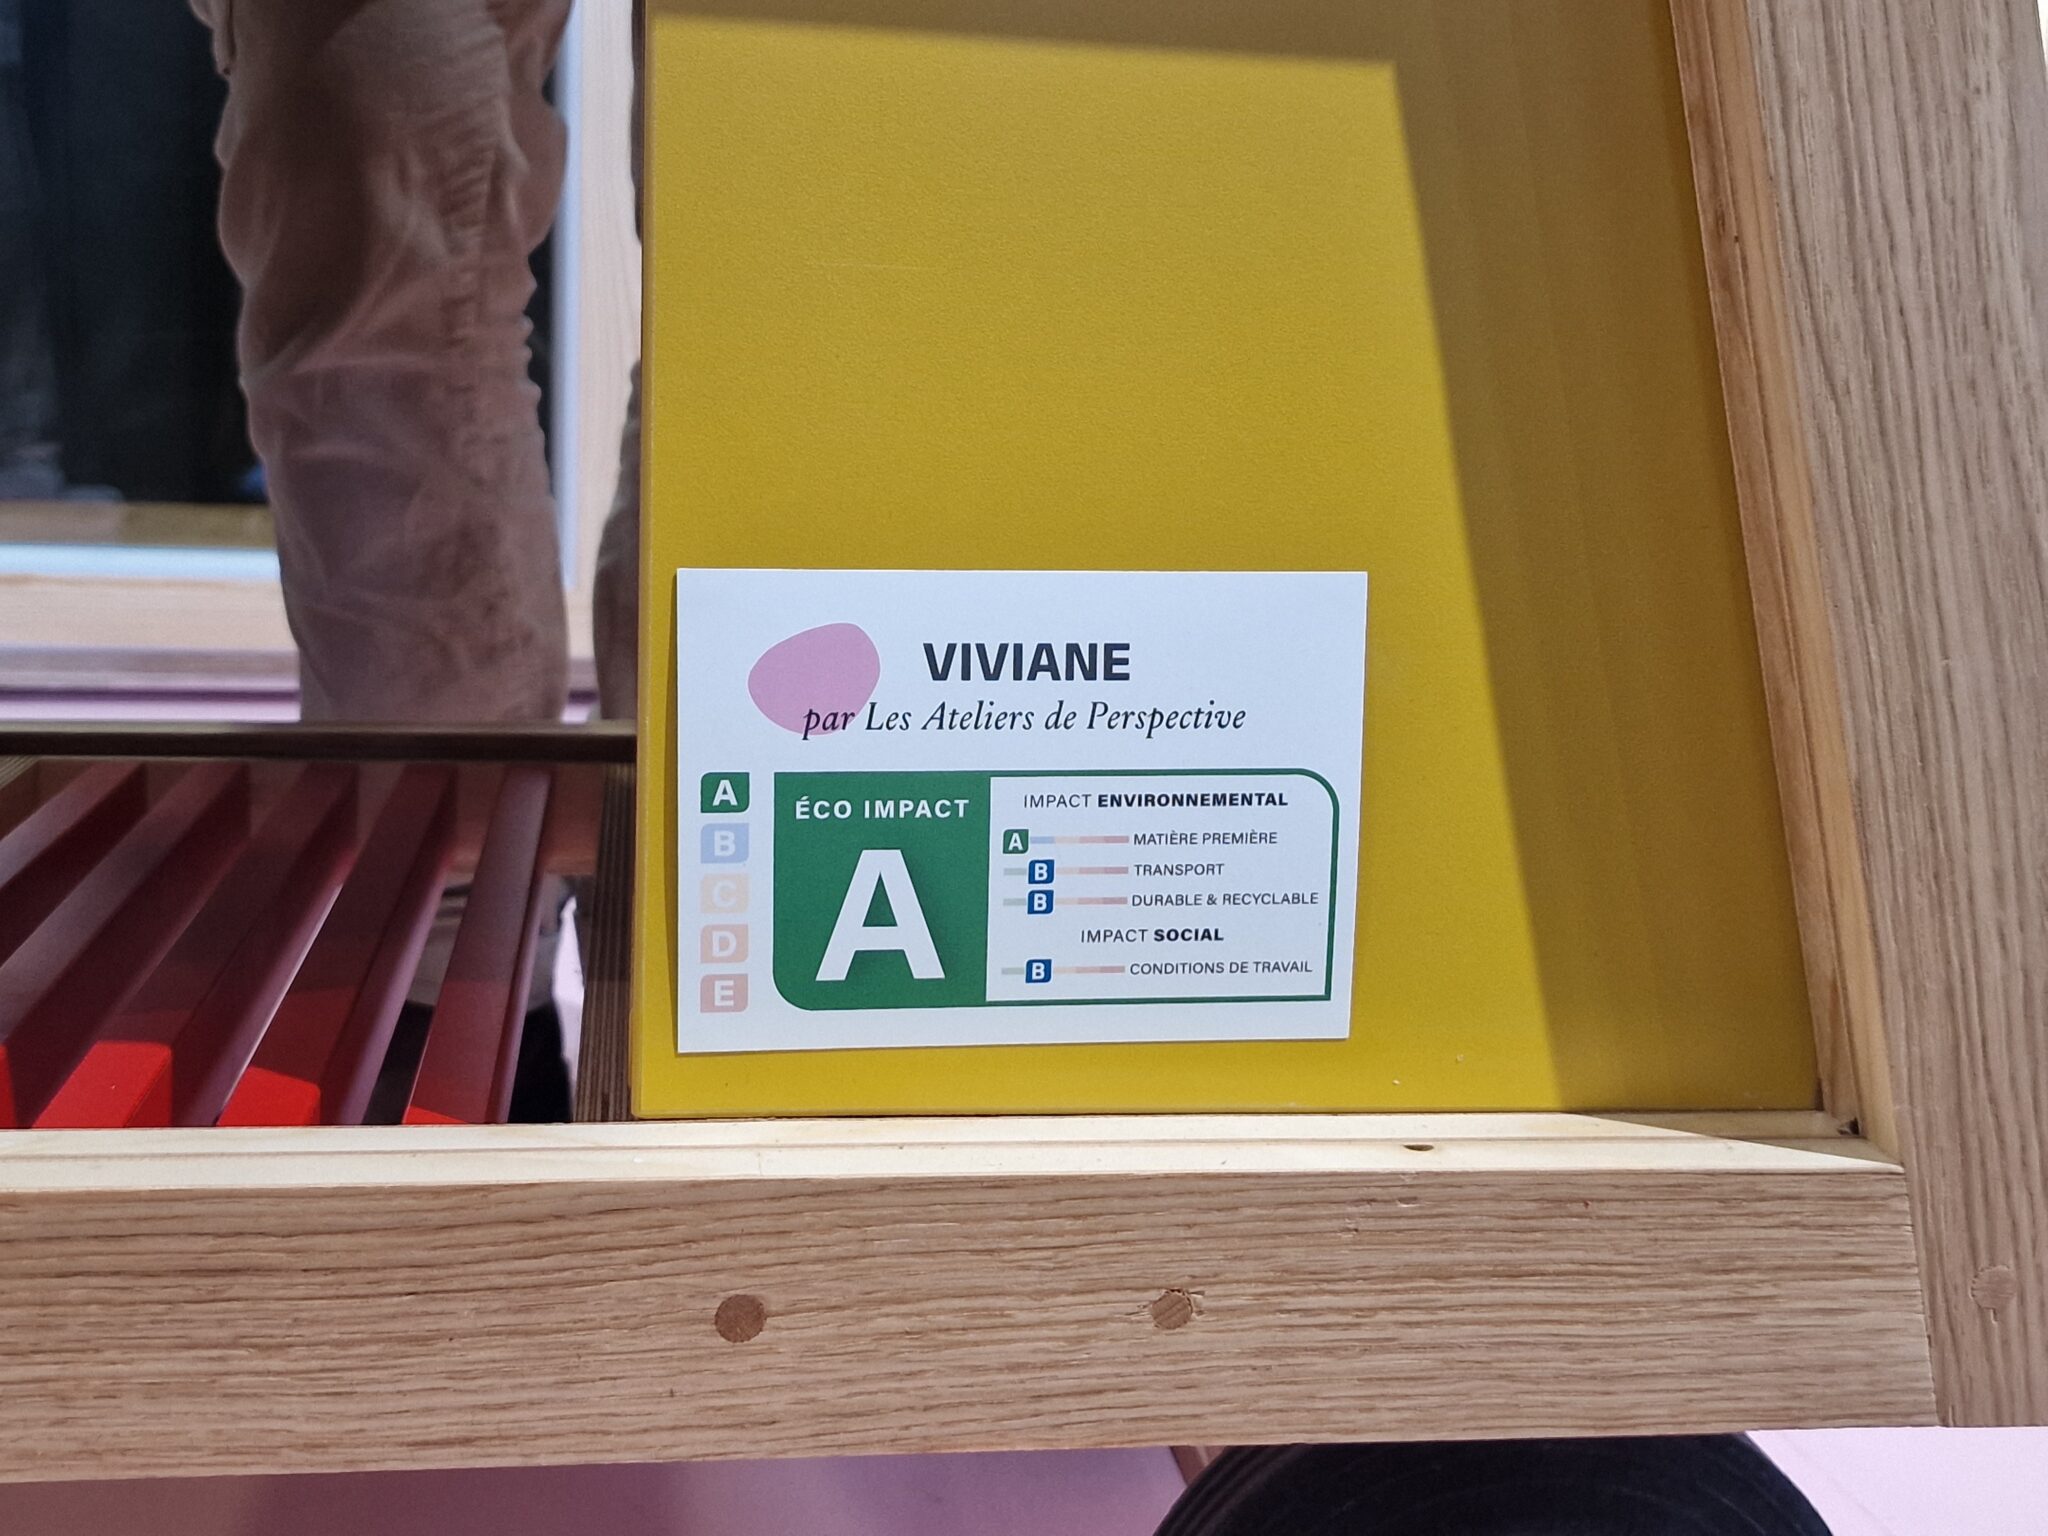 VIVIANE
par Les Ateliers de Perspective
A
B
C
D
E
ÉCO IMPACT
A
IMPACT ENVIRONNEMENTAL
A MATIÈRE PREMIÈRE
B TRANSPORT
B DURABLE & RECYCLABLE
IMPACT SOCIAL
B CONDITIONS DE TRAVAIL